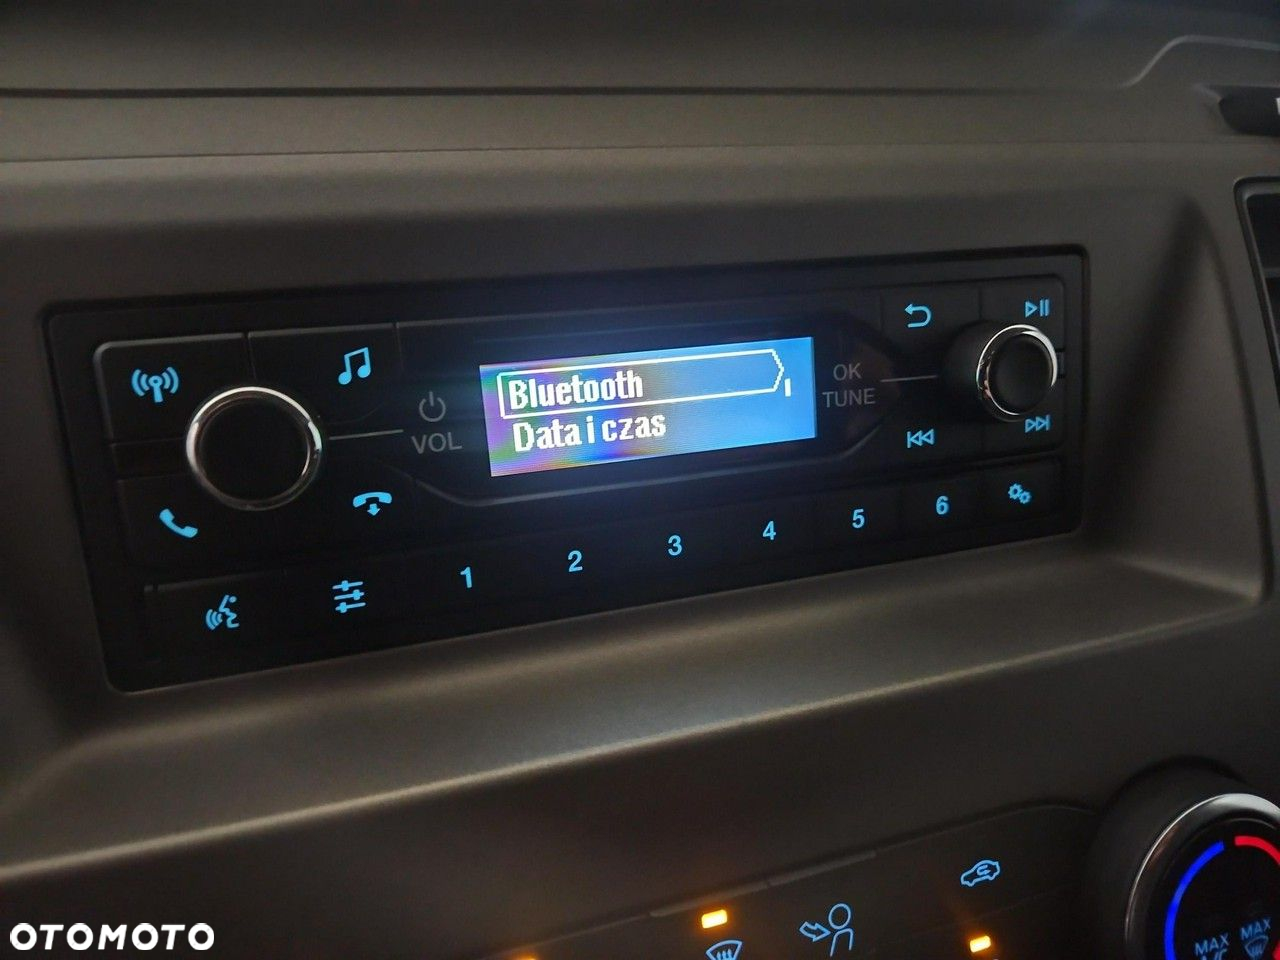 Bluetooth
Data i czas
VOL
OK
TUNE
1
2
3
4
5
6
MAX
A/C
MAX
OTOMOTO